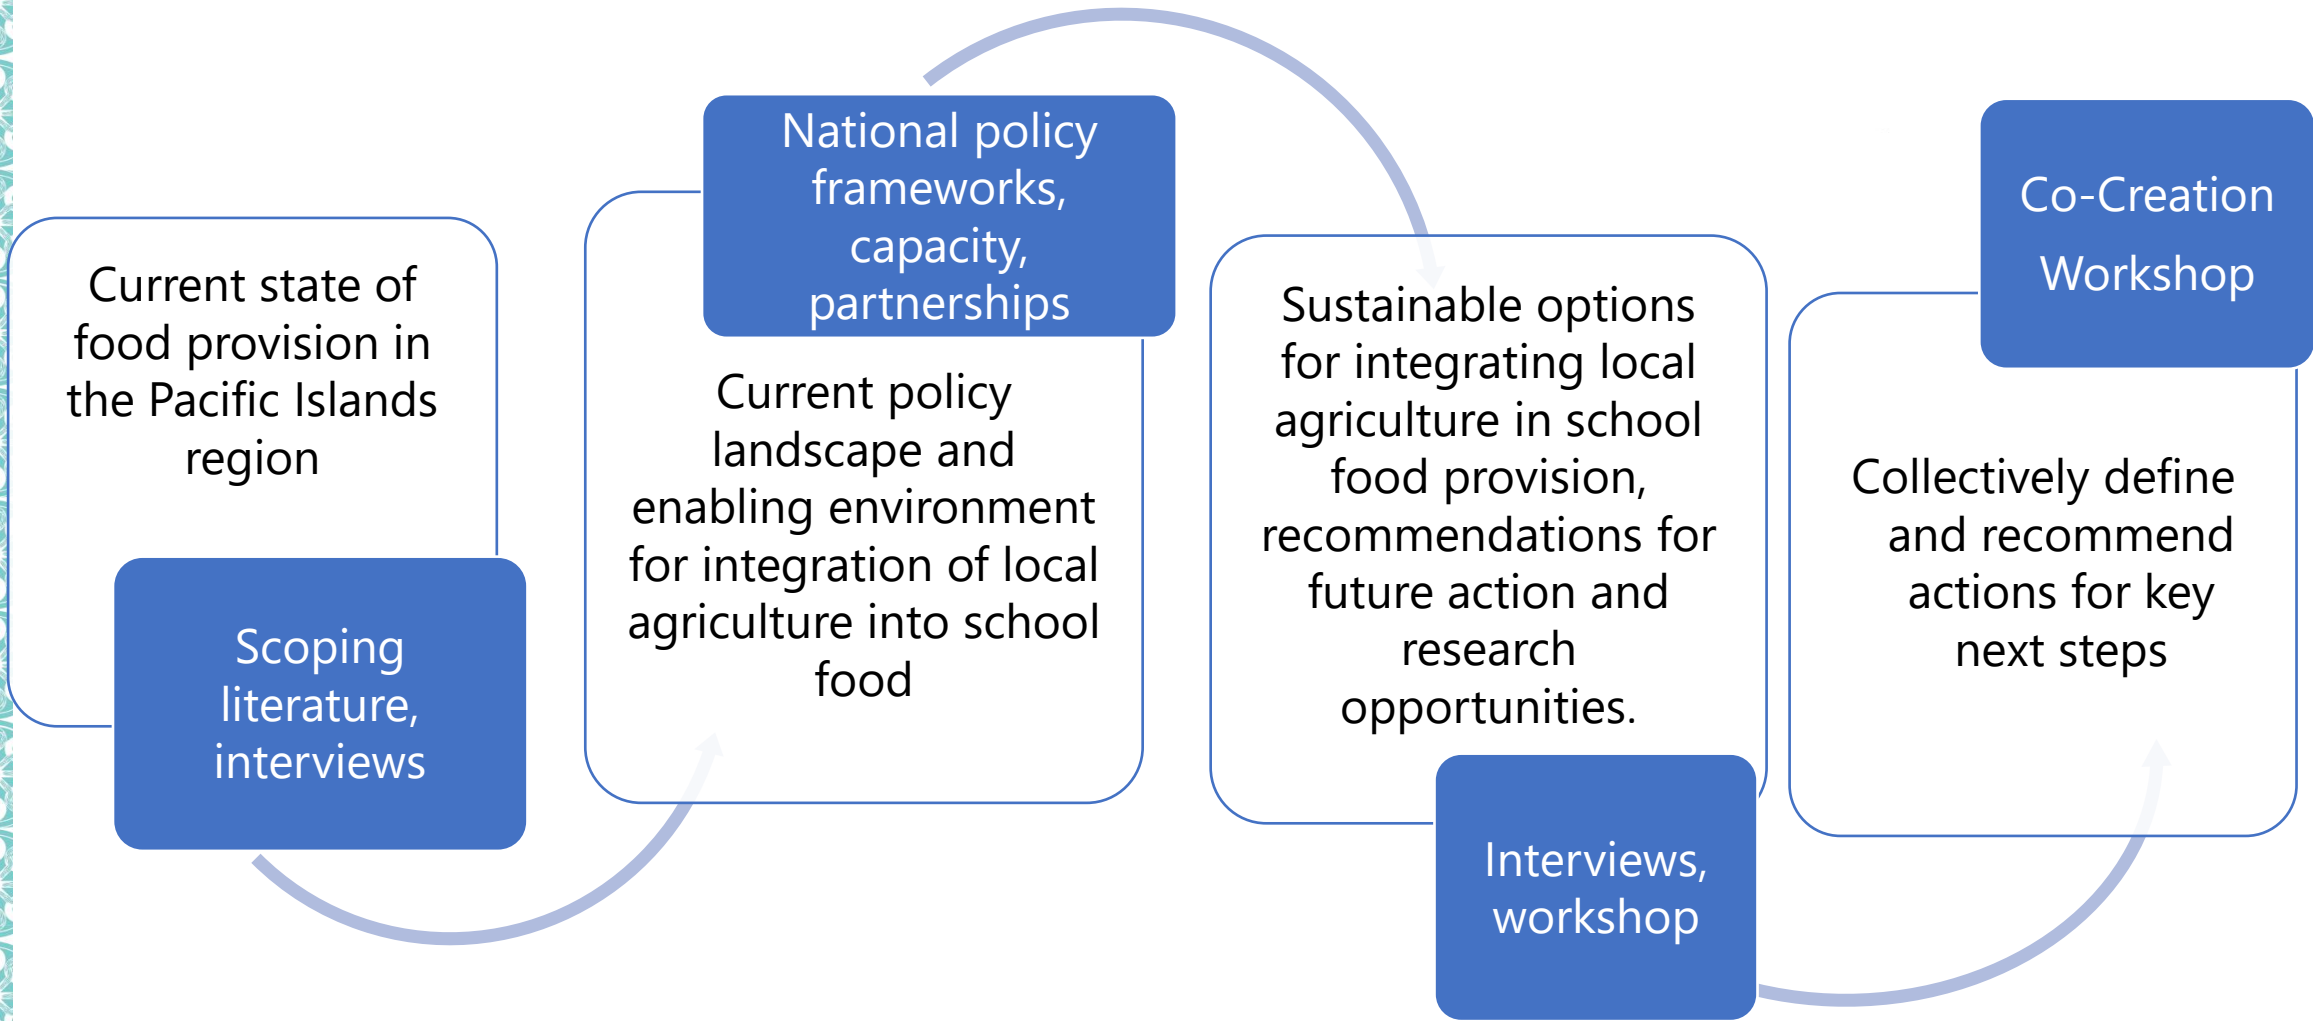 Current state of
food provision in
the Pacific Islands
region
Scoping
literature,
interviews
National policy
frameworks,
capacity,
partnerships
Current policy
landscape and
enabling environment
for integration of local
agriculture into school
food
Sustainable options
for integrating local
agriculture in school
food provision,
recommendations for
future action and
research
opportunities.
Interviews,
workshop
Co-Creation
Workshop
Collectively define
and recommend
actions for key
next steps